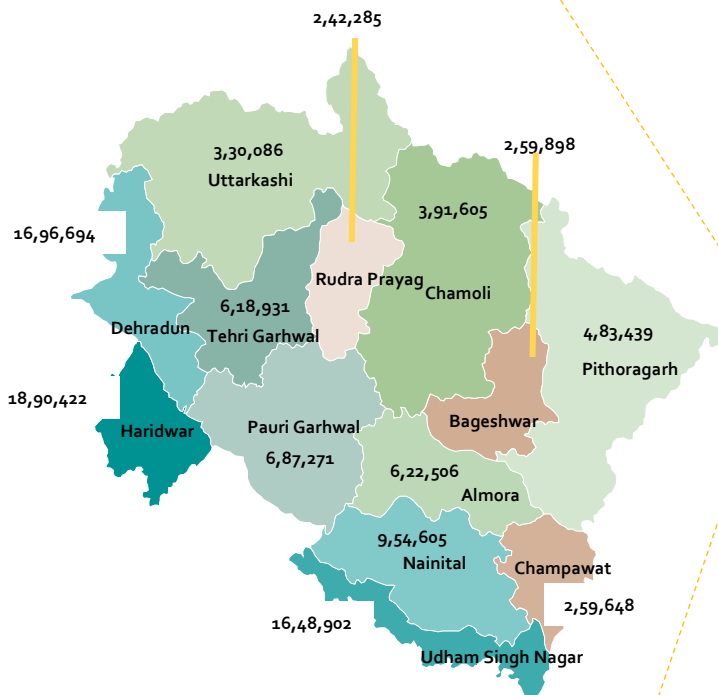 2,42,285
2,59,898
3,30,086
Uttarkashi
3,91,605
16,96,694
Rudra Prayag
Chamoli
6,18,931
Tehri Garhwal
Dehradun
4,83,439
Pithoragarh
18,90,422
Haridwar
Pauri Garhwal
6,87,271
Bageshwar
6,22,506
Almora
9,54,605
Nainital
Champawat
2,59,648
16,48,902
Udham Singh Nagar